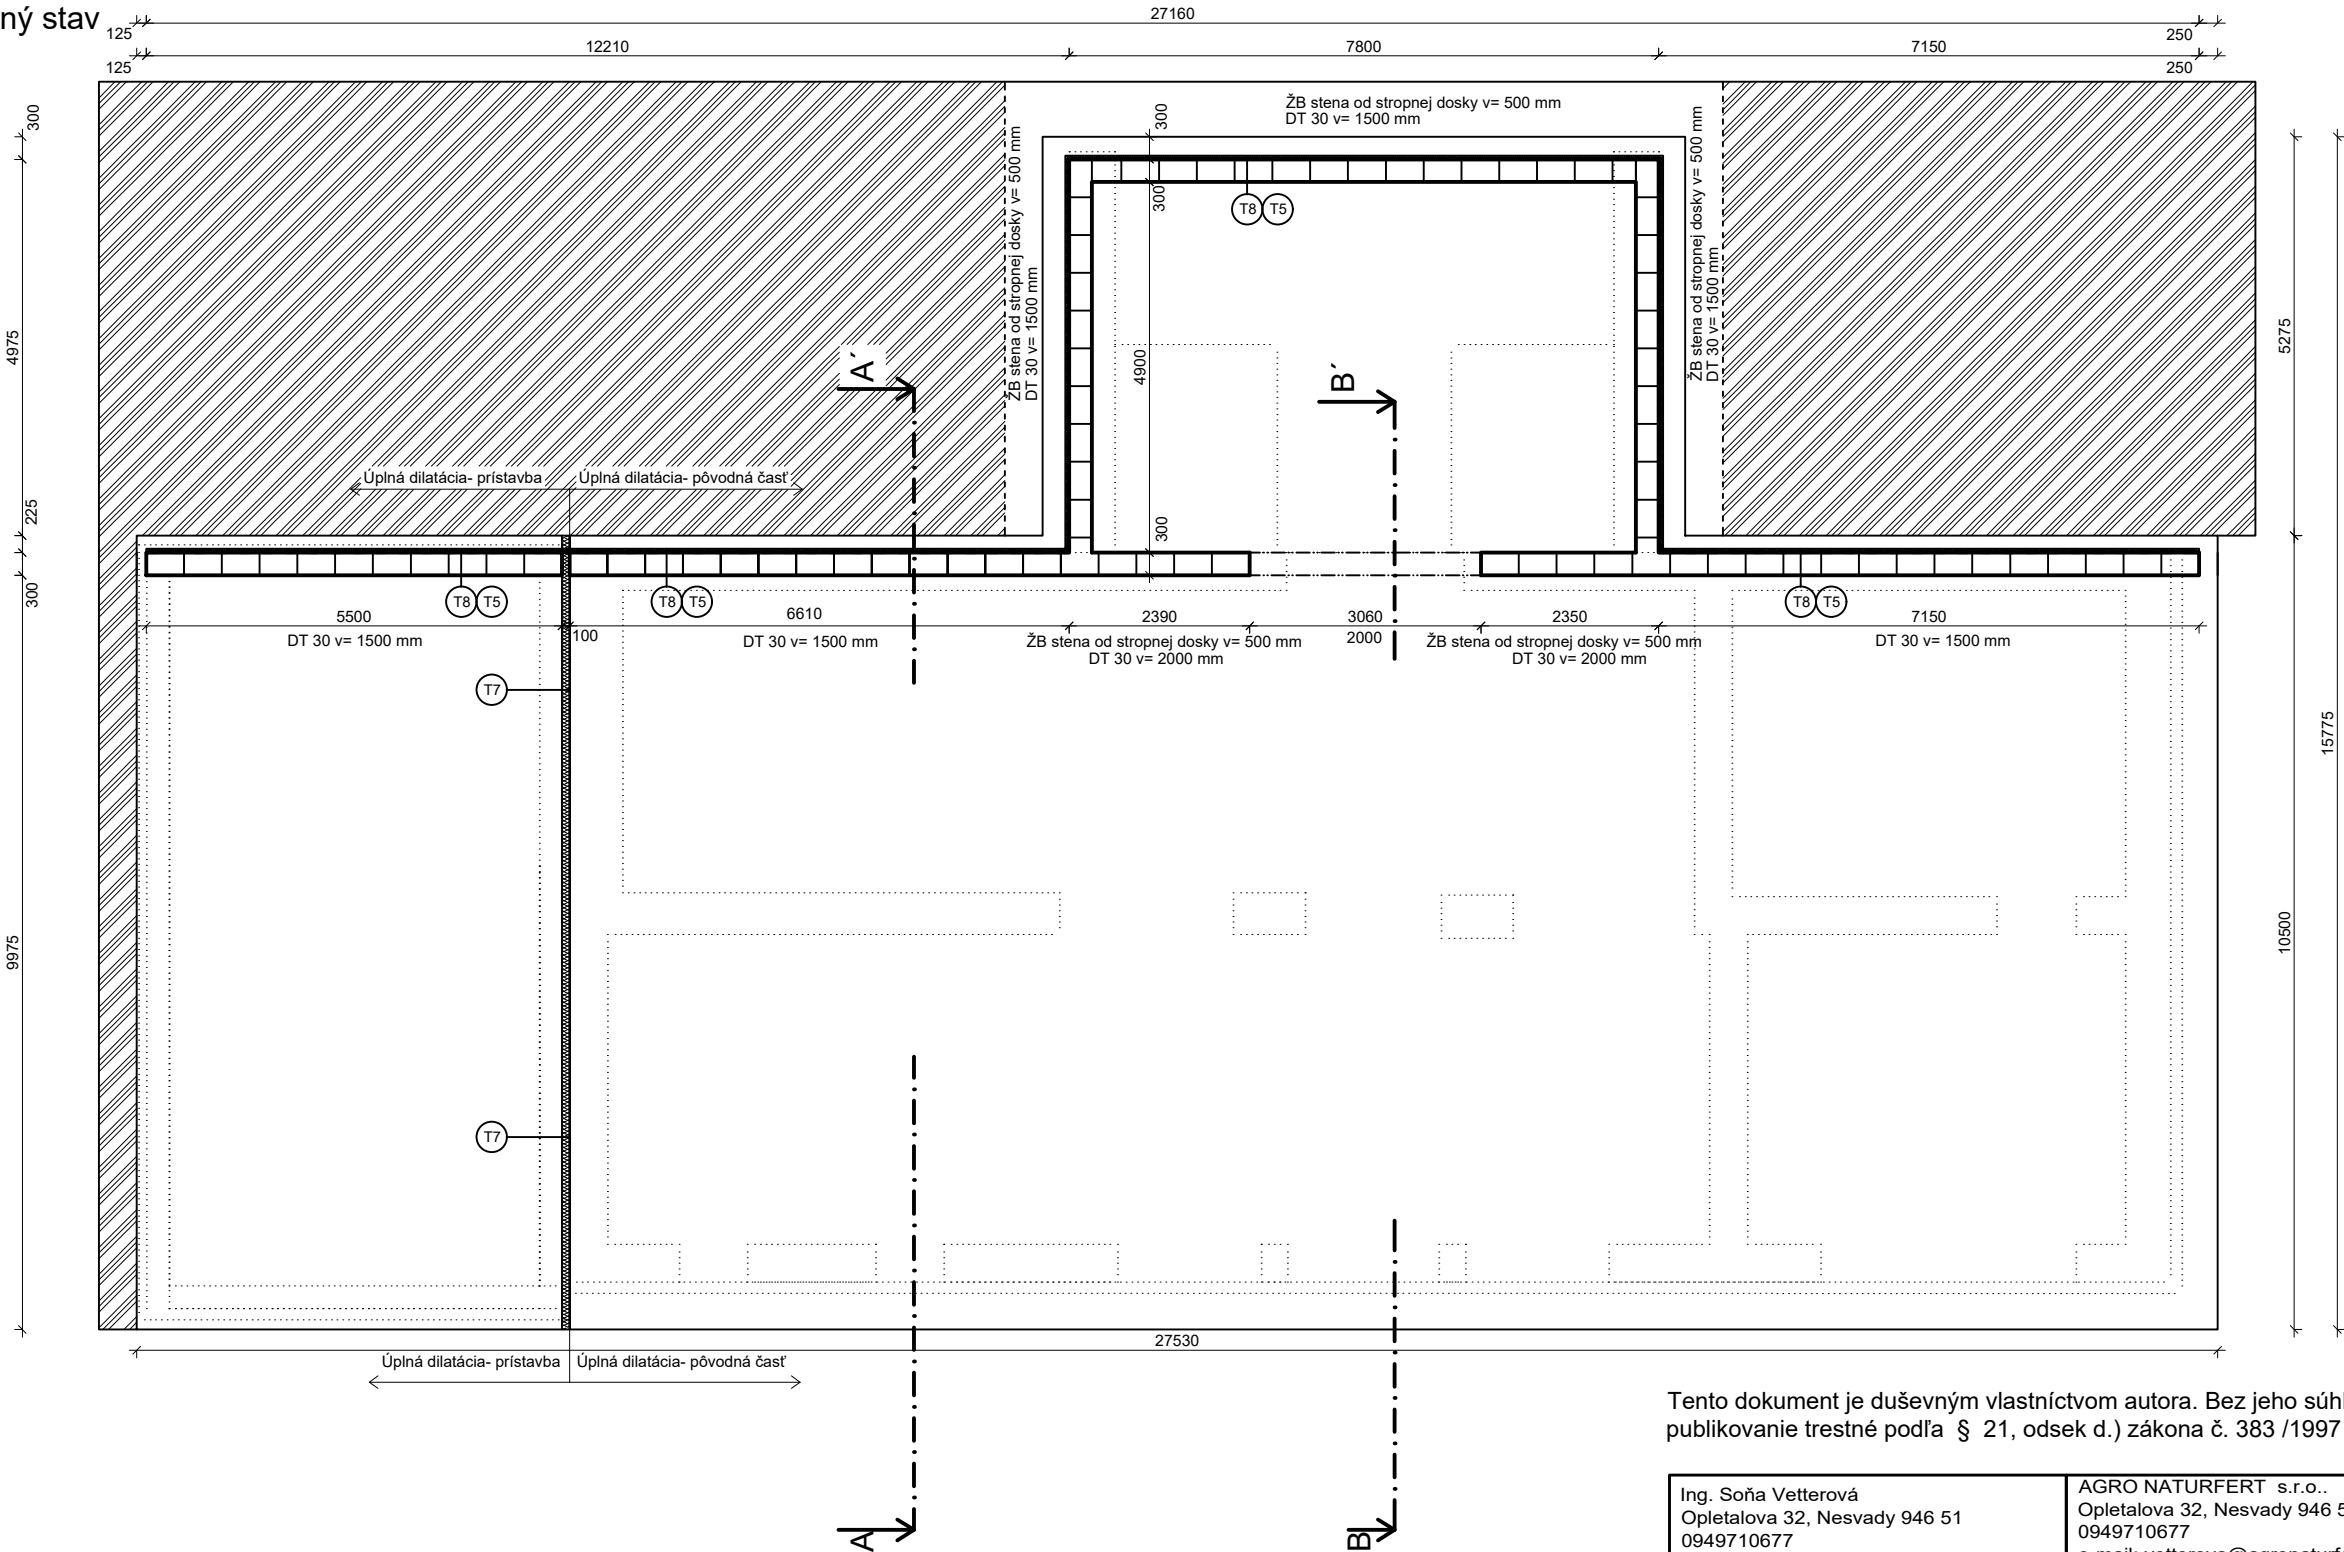 ný stav
27160
125
250
12210
7800
7150
125
250
300
4975
225
300
9975
ŽB stena od stropnej dosky v= 500 mm
DT 30 v= 1500 mm
ŽB stena od stropnej dosky v= 500 mm
DT 30 v= 1500 mm
ŽB stena od stropnej dosky v= 500 mm
DT 30 v= 1500 mm
300
300
4900
300
T8 T5
A´
B´
5275
10500
15775
Úplná dilatácia- prístavba
Úplná dilatácia- pôvodná časť
T8 T5
T8 T5
T8 T5
5500
100
6610
2390
3060
2000
2350
7150
DT 30 v= 1500 mm
DT 30 v= 1500 mm
ŽB stena od stropnej dosky v= 500 mm
DT 30 v= 2000 mm
ŽB stena od stropnej dosky v= 500 mm
DT 30 v= 2000 mm
DT 30 v= 1500 mm
T7
T7
27530
Úplná dilatácia- prístavba
Úplná dilatácia- pôvodná časť
A
B
Tento dokument je duševným vlastníctvom autora. Bez jeho
publikovanie trestné podľa § 21, odsek d.) zákona č. 383 /1997
Ing. Soňa Vetterová
Opletalova 32, Nesvady 946 51
0949710677
AGRO NATURFERT s.r.o..
Opletalova 32, Nesvady 946 5
0949710677